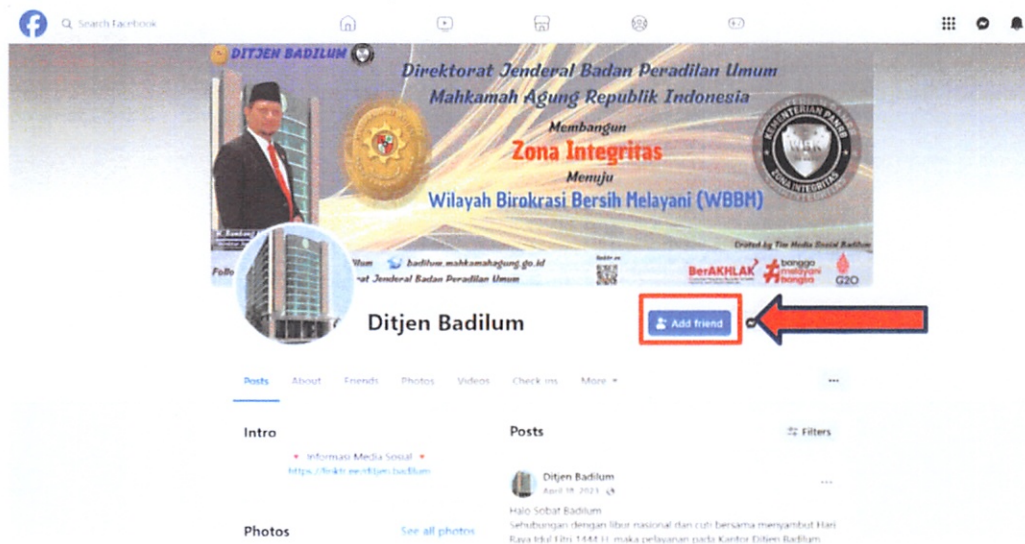 Search Facebook
DITJEN BADILUM
Direktorat Jenderal Badan Peradilan Umum
Mahkamah Agung Republik Indonesia
Membangun
Zona Integritas
Menuju
Wilayah Birokrasi Bersih Melayani (WBBM)
KEMENTERIAN PANRB
ZONA INTEGRITAS
Created by Tim Media Sosial Badilum
badilum.mahkamahagung.go.id
Jenderal Badan Peradilan Umum
BerAKHLAK
bangga
melayani
bangsa
G20
Ditjen Badilum
Add friend
Posts About Friends Photos Videos Check-ins More
Intro
Informasi Media Sosial
Posts
Filters
Ditjen Badilum
April 18, 2023
Halo Sobat Badilum
Sehubungan dengan libur nasional dan cuti bersama menyambut Hari
Raya Idul Fitri 1444 H, maka pelayanan pada Kantor Ditjen Badilum
Photos
See all photos